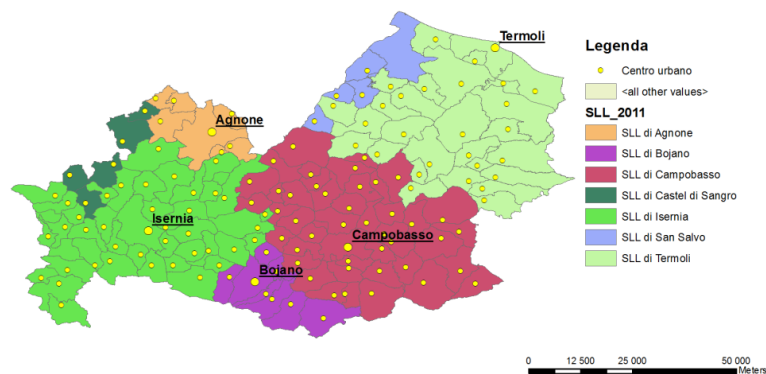 Termoli
Agnone
Isernia
Campobasso
Bojano
Legenda
Centro urbano
<all other values>
SLL_2011
SLL di Agnone
SLL di Bojano
SLL di Campobasso
SLL di Castel di Sangro
SLL di Isernia
SLL di San Salvo
SLL di Termoli
0 12 500 25 000 50 000
Meters